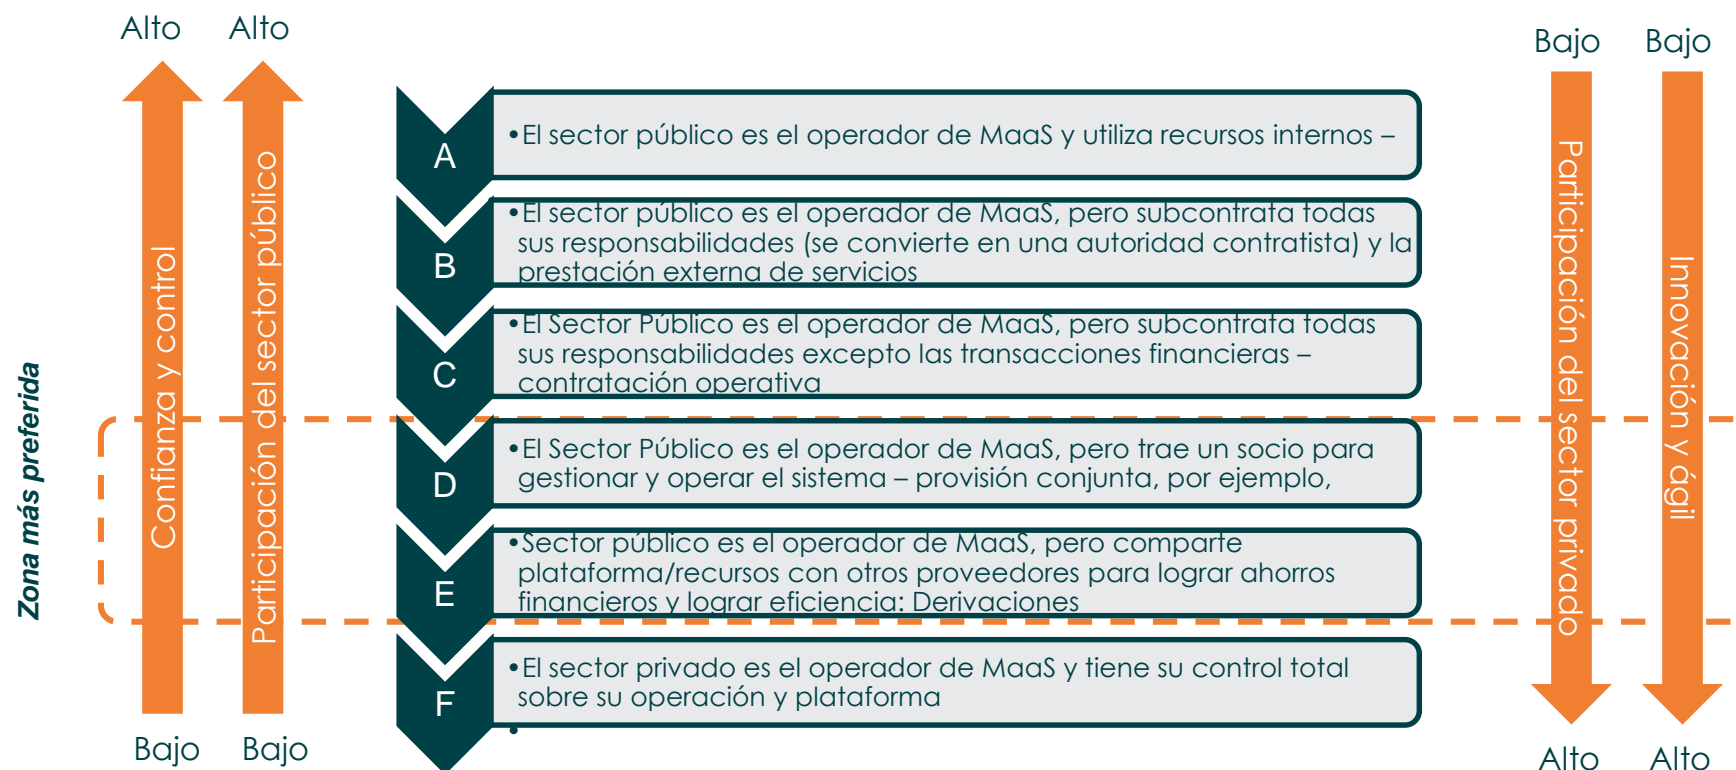 Alto
Alto
Bajo
Bajo
Zona más preferida
Confianza y control
Participación del sector público
A
•El sector público es el operador de MaaS y utiliza recursos internos –
B
•El sector público es el operador de MaaS, pero subcontrata todas
sus responsabilidades (se convierte en una autoridad contratista) y la
prestación externa de servicios
C
•El Sector Público es el operador de MaaS, pero subcontrata todas
sus responsabilidades excepto las transacciones financieras –
contratación operativa
D
•El Sector Público es el operador de MaaS, pero trae un socio para
gestionar y operar el sistema – provisión conjunta, por ejemplo,
E
•Sector público es el operador de MaaS, pero comparte
plataforma/recursos con otros proveedores para lograr ahorros
financieros y lograr eficiencia: Derivaciones
F
•El sector privado es el operador de MaaS y tiene su control total
sobre su operación y plataforma
•
Participación del sector privado
Innovación y ágil
Bajo
Bajo
Alto
Alto